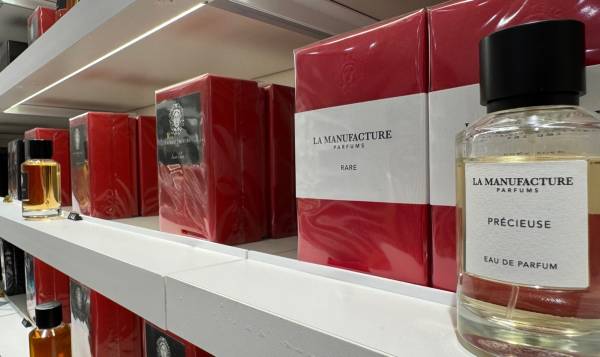 LA MANUFACTURE
PARFUMS
RARE
LA MANUFACTURE
PARFUMS
PRÉCIEUSE
EAU DE PARFUM